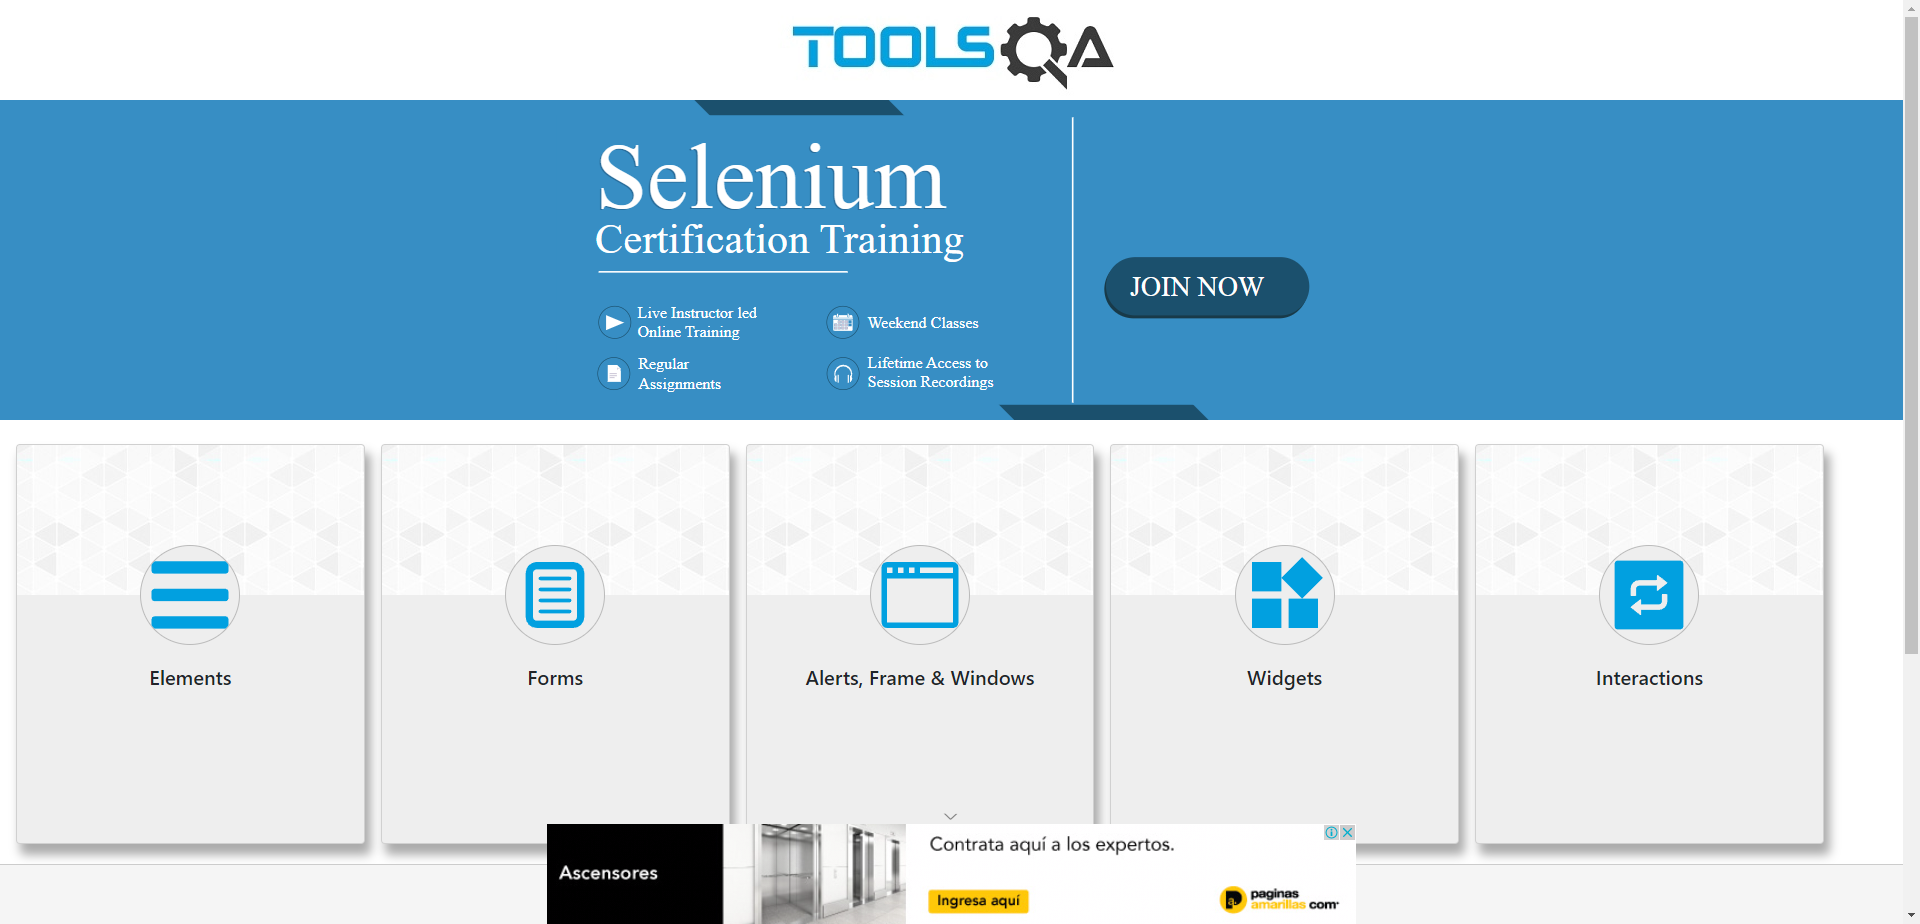 TOOLSQA
Selenium
Certification Training
JOIN NOW
Live Instructor led
Online Training
Weekend Classes
Regular
Assignments
Lifetime Access to
Session Recordings
Elements
Forms
Alerts, Frame & Windows
Widgets
Interactions
Ascensores
Contrata aquí a los expertos.
Ingresa aquí
paginas
amarillas.com